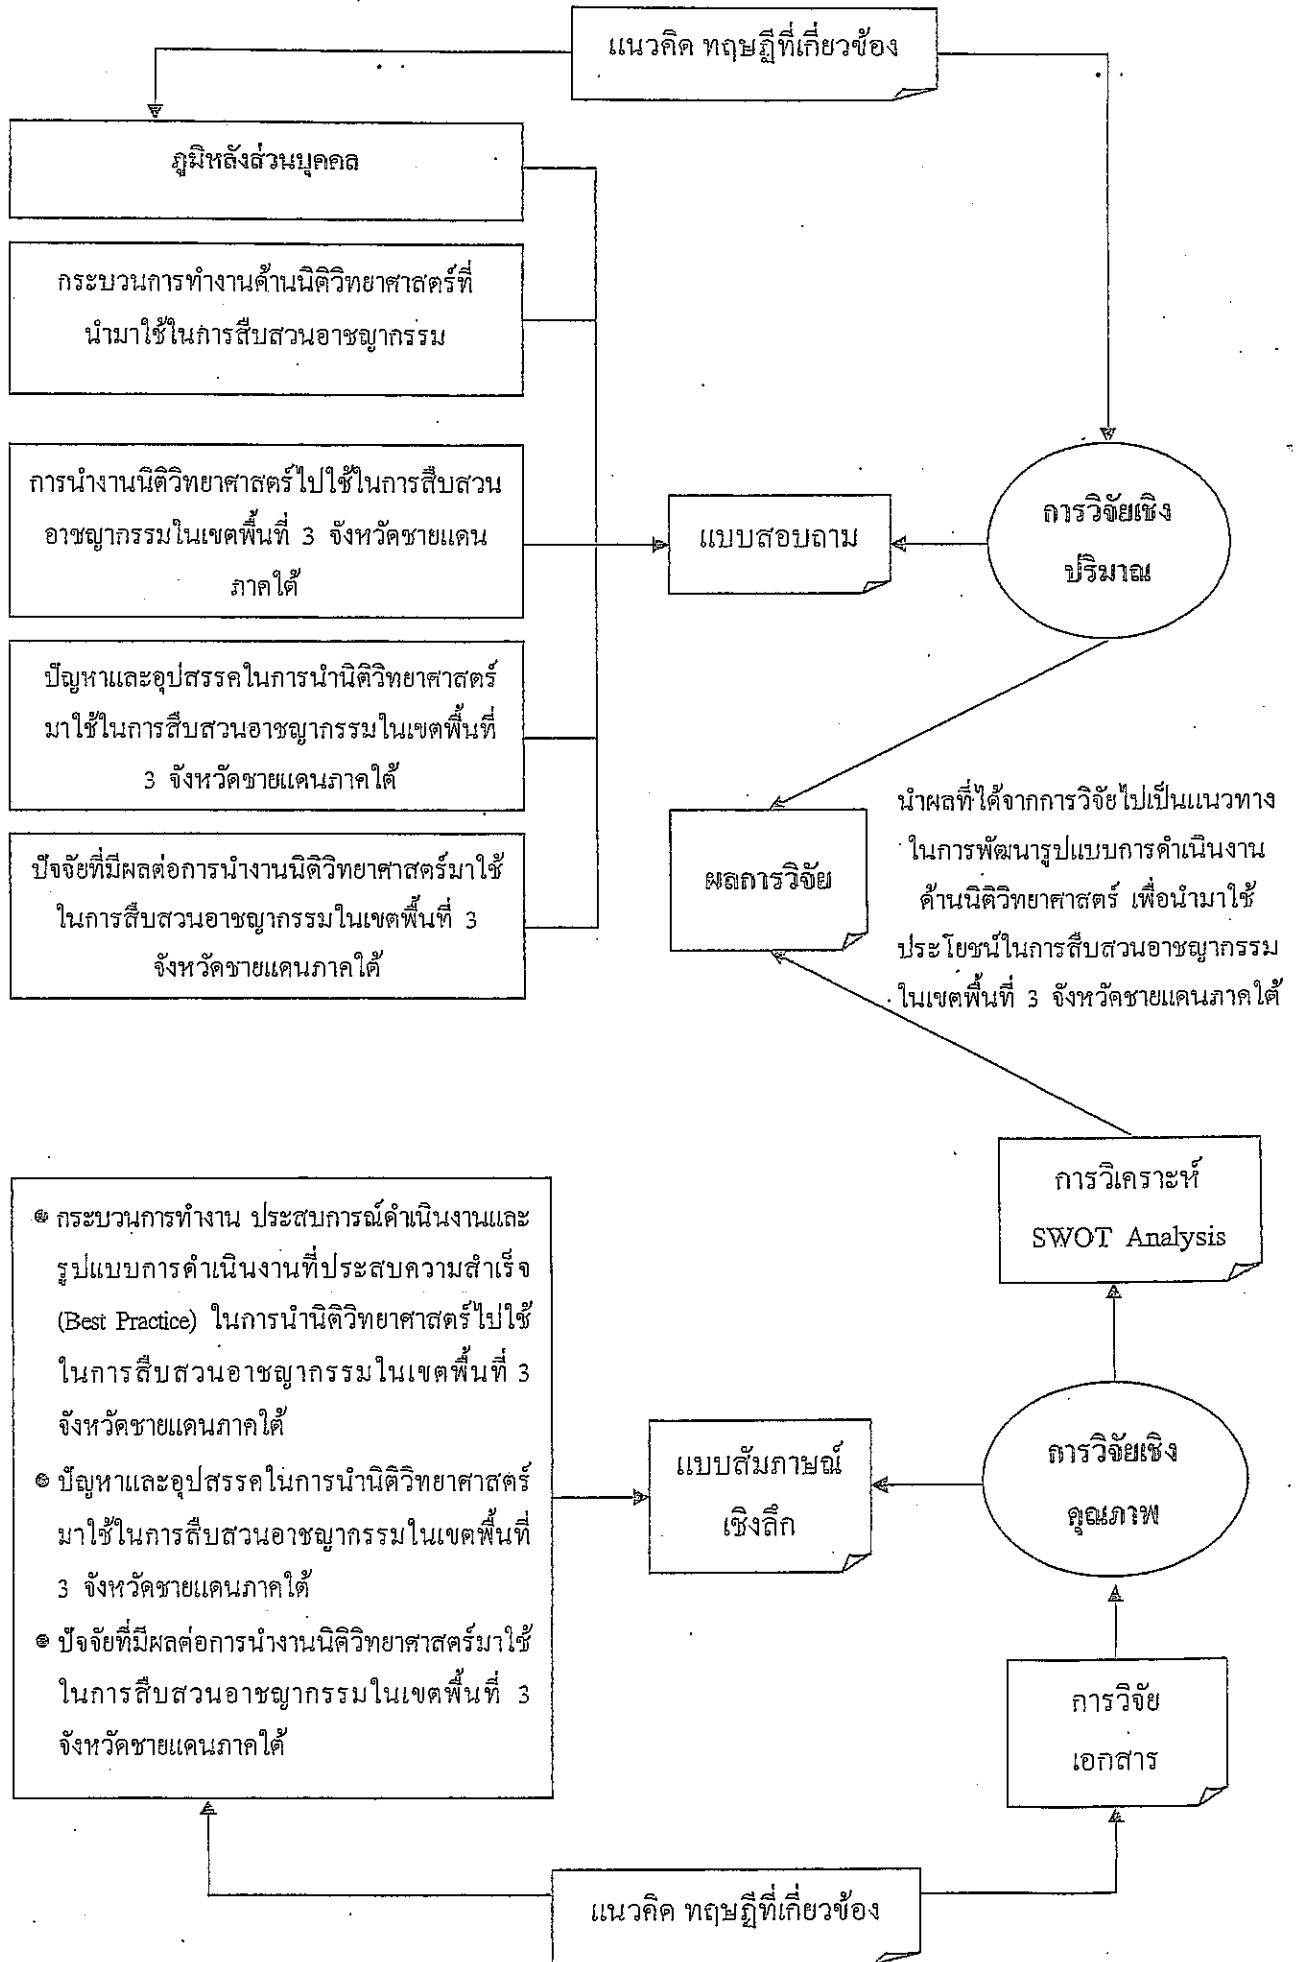 แนวคิด ทฤษฎีที่เกี่ยวข้อง
ภูมิหลังส่วนบุคคล
กระบวนการทำงานด้านนิติวิทยาศาสตร์ที่
นำมาใช้ในการสืบสวนอาชญากรรม
การนำงานนิติวิทยาศาสตร์ไปใช้ในการสืบสวน
อาชญากรรมในเขตพื้นที่ 3 จังหวัดชายแดน
ภาคใต้
แบบสอบถาม
การวิจัยเชิง
ปริมาณ
ปัญหาและอุปสรรคในการนำนิติวิทยาศาสตร์
มาใช้ในการสืบสวนอาชญากรรมในเขตพื้นที่
3 จังหวัดชายแดนภาคใต้
ปัจจัยที่มีผลต่อการนำงานนิติวิทยาศาสตร์มาใช้
ในการสืบสวนอาชญากรรมในเขตพื้นที่ 3
จังหวัดชายแดนภาคใต้
ผลการวิจัย
นำผลที่ได้จากการวิจัยไปเป็นแนวทาง
ในการพัฒนารูปแบบการดำเนินงาน
ด้านนิติวิทยาศาสตร์ เพื่อนำมาใช้
ประโยชน์ในการสืบสวนอาชญากรรม
ในเขตพื้นที่ 3 จังหวัดชายแดนภาคใต้
การวิเคราะห์
SWOT Analysis
• กระบวนการทำงาน ประสบการณ์ดำเนินงานและ
รูปแบบการดำเนินงานที่ประสบความสำเร็จ
(Best Practice) ในการนำนิติวิทยาศาสตร์ไปใช้
ในการสืบสวนอาชญากรรมในเขตพื้นที่ 3
จังหวัดชายแดนภาคใต้
• ปัญหาและอุปสรรคในการนำนิติวิทยาศาสตร์
มาใช้ในการสืบสวนอาชญากรรมในเขตพื้นที่
3 จังหวัดชายแดนภาคใต้
• ปัจจัยที่มีผลต่อการนำงานนิติวิทยาศาสตร์มาใช้
ในการสืบสวนอาชญากรรมในเขตพื้นที่ 3
จังหวัดชายแดนภาคใต้
แบบสัมภาษณ์
เชิงลึก
การวิจัยเชิง
คุณภาพ
การวิจัย
เอกสาร
แนวคิด ทฤษฎีที่เกี่ยวข้อง